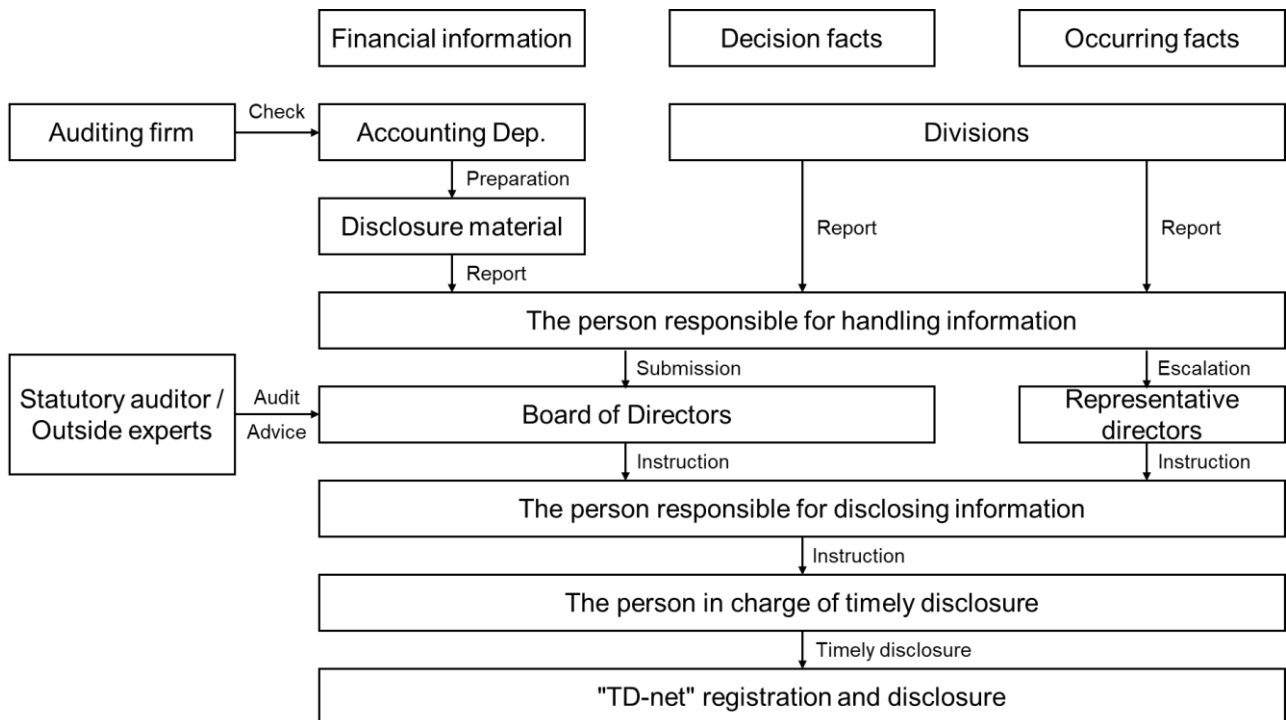 Financial information
Decision facts
Occurring facts
Auditing firm
Check
Accounting Dep.
Divisions
Preparation
Disclosure material
Report
Report
Report
The person responsible for handling information
Submission
Escalation
Statutory auditor /
Outside experts
Audit
Advice
Board of Directors
Representative
directors
Instruction
Instruction
The person responsible for disclosing information
Instruction
The person in charge of timely disclosure
Timely disclosure
"TD-net" registration and disclosure